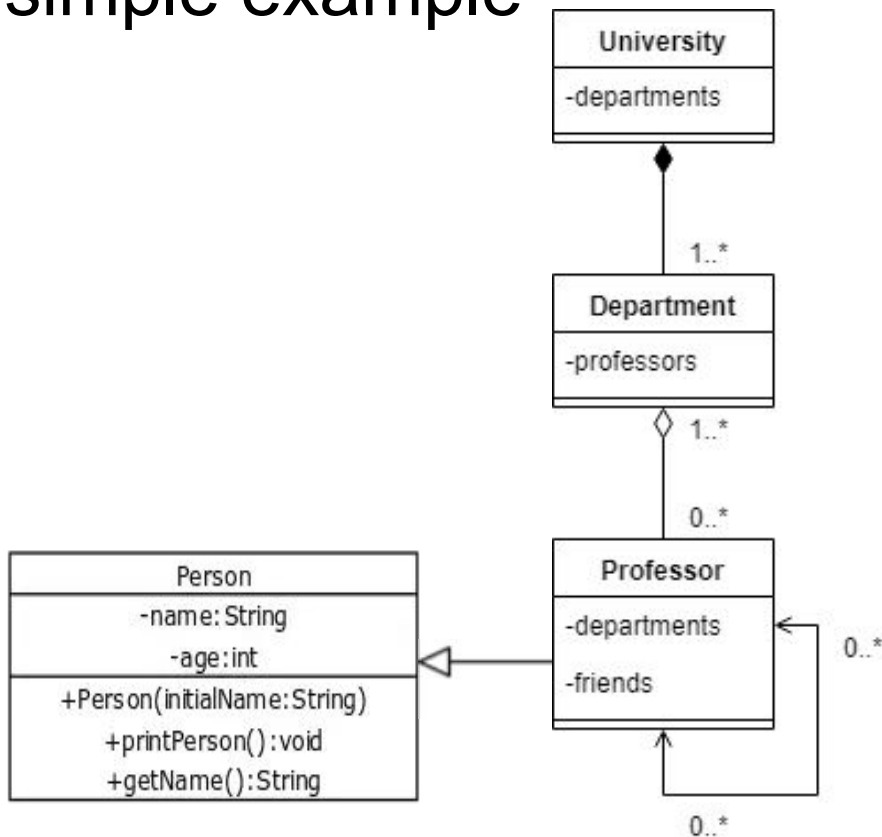 simple example
University
-departments
1..*
Department
-professors
1..*
0..*
Professor
-departments
-friends
0..*
0..*
Person
-name:String
-age:int
+Person(initialName:String)
+printPerson():void
+getName():String